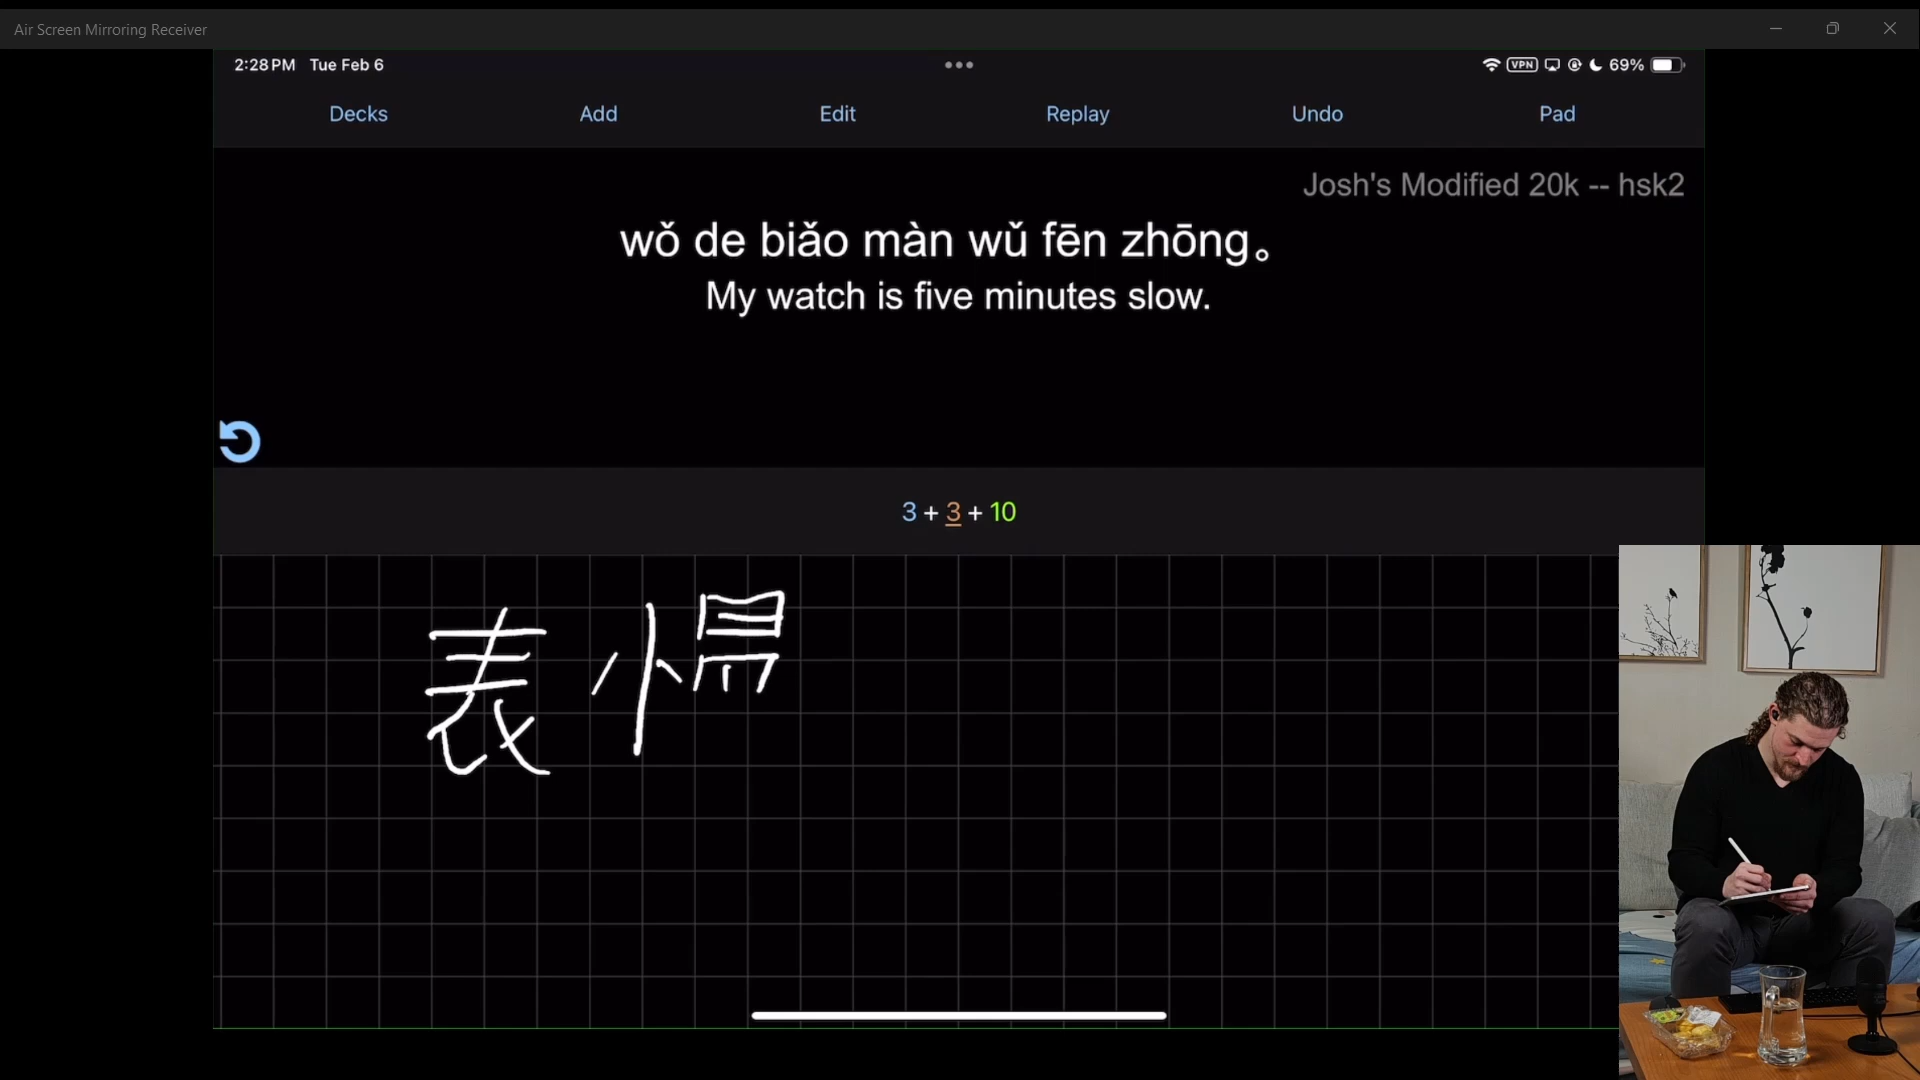 Air Screen Mirroring Receiver
2:28 PM Tue Feb 6
VPN 69%
Decks Add Edit Replay Undo Pad
Josh's Modified 20k -- hsk2
wǒ de biǎo màn wǔ fēn zhōng。
My watch is five minutes slow.
3 + 3 + 10
表